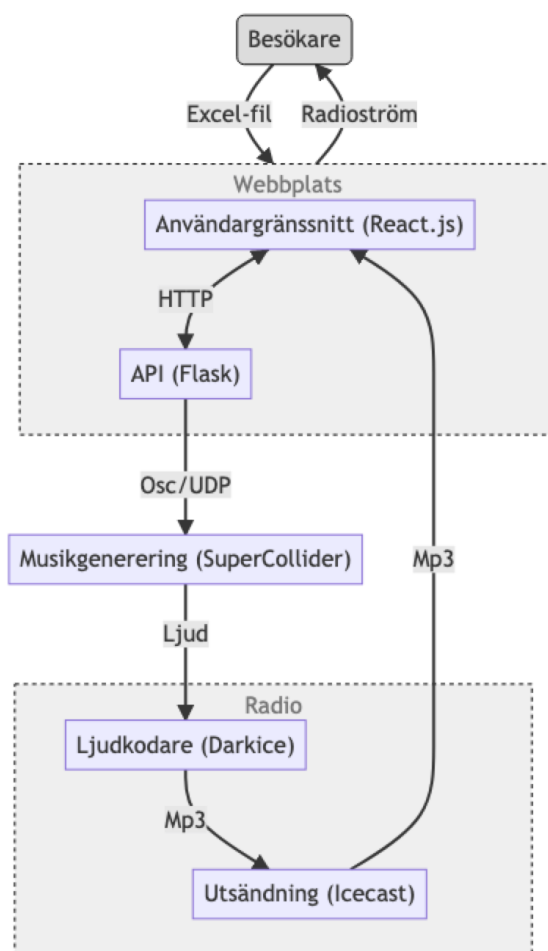 Besökare
Excel-fil
Radioström
Webbplats
Användargränssnitt (React.js)
HTTP
API (Flask)
Osc/UDP
Musikgenerering (SuperCollider)
Mp3
Ljud
Radio
Ljudkodare (Darkice)
Mp3
Utsändning (Icecast)